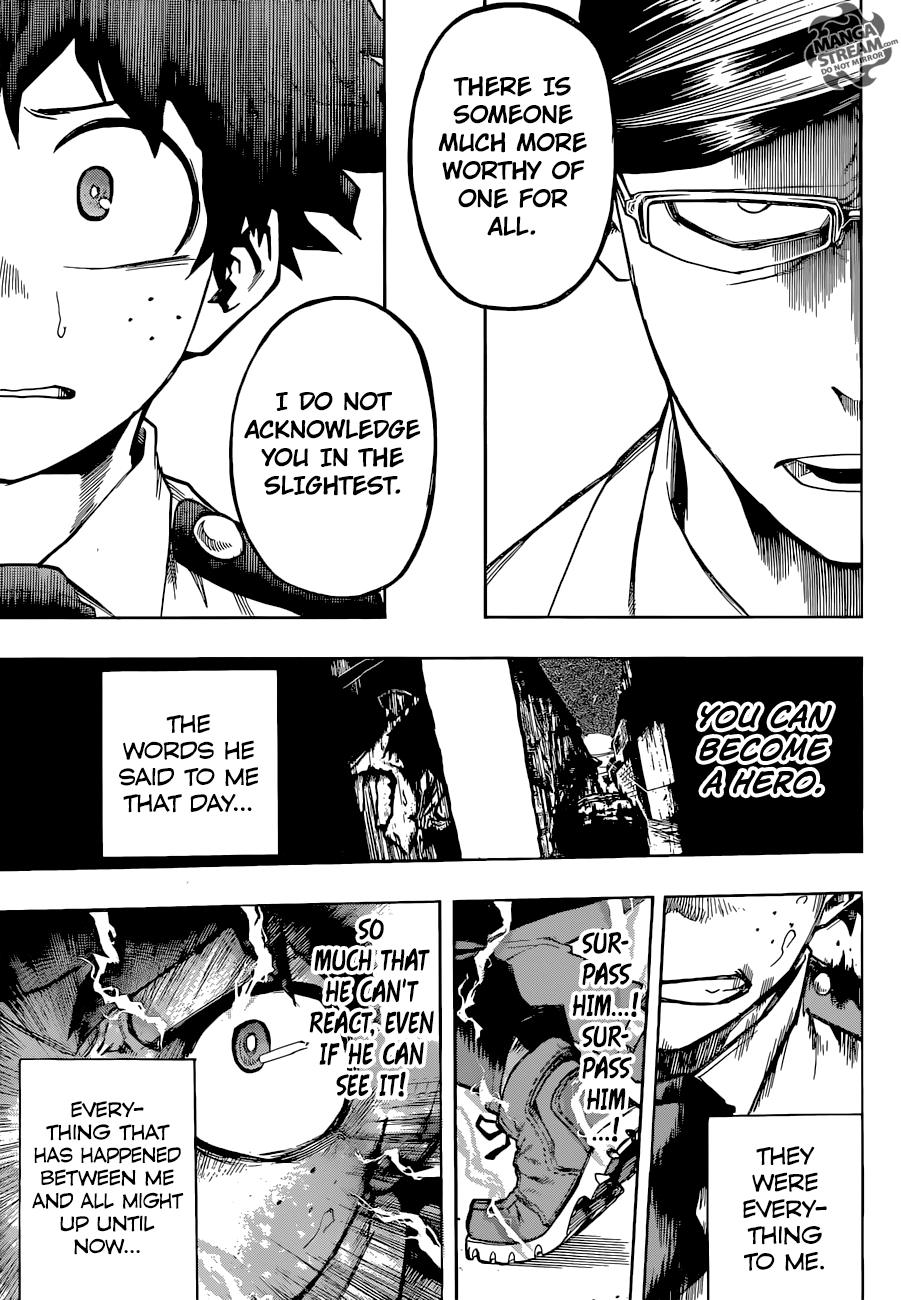 MANGA
STREAM.com
DO NOT MIRROR
THERE IS
SOMEONE
MUCH MORE
WORTHY OF
ONE FOR
ALL.
I DO NOT
ACKNOWLEDGE
YOU IN THE
SLIGHTEST.
YOU CAN
BECOME
A HERO.
THE
WORDS HE
SAID TO ME
THAT DAY...
THEY
WERE
EVERY-
THING
TO ME.
SUR-
PASS
HIM...!
SUR-
PASS
HIM
...!
SO
MUCH THAT
HE CAN'T
REACT, EVEN
IF HE CAN
SEE IT!
EVERY-
THING THAT
HAS HAPPENED
BETWEEN ME
AND ALL MIGHT
UP UNTIL
NOW...